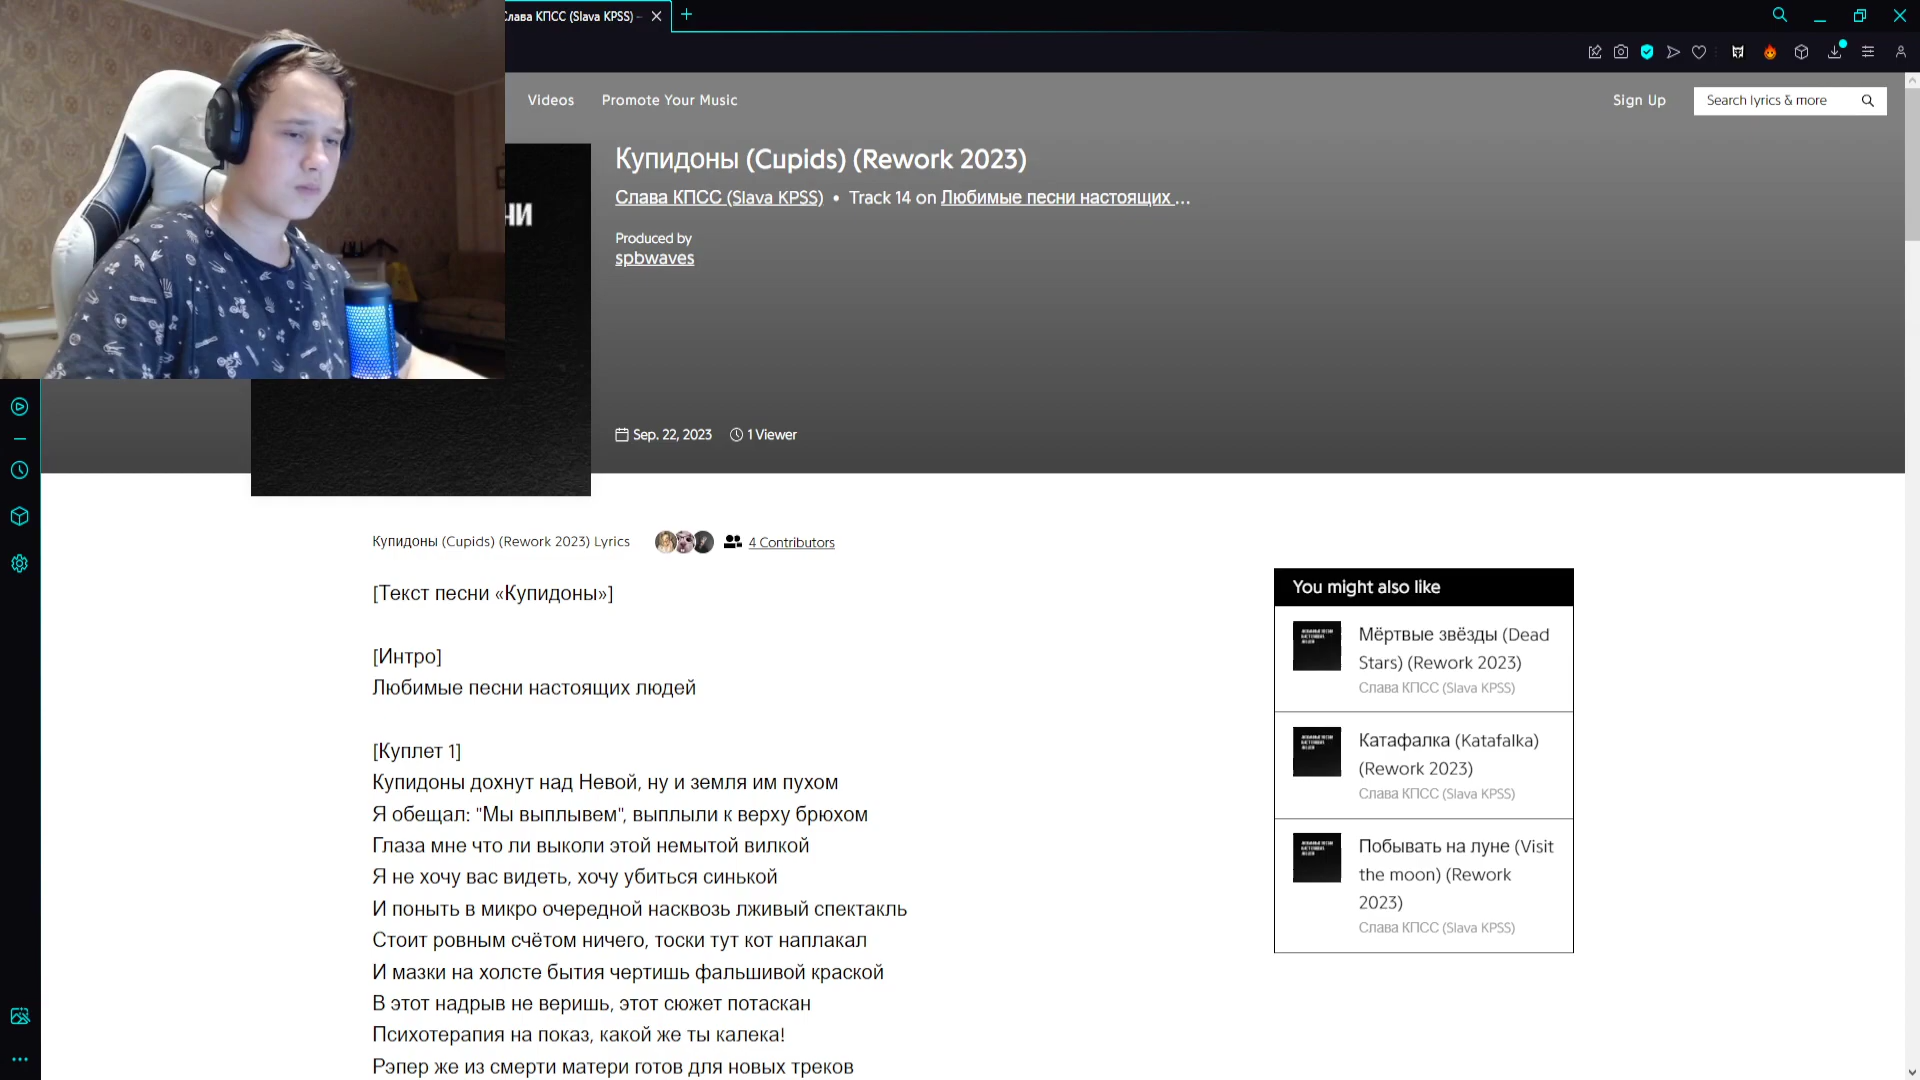 Слава КПСС (Slava KPSS) –
Videos
Promote Your Music
Sign Up
Search lyrics & more
НИ
Купидоны (Cupids) (Rework 2023)
Слава КПСС (Slava KPSS) • Track 14 on Любимые песни настоящих ...
Produced by
spbwaves
Sep. 22, 2023
1 Viewer
Купидоны (Cupids) (Rework 2023) Lyrics
4 Contributors
[Текст песни «Купидоны»]
[Интро]
Любимые песни настоящих людей
[Куплет 1]
Купидоны дохнут над Невой, ну и земля им пухом
Я обещал: "Мы выплывем", выплыли к верху брюхом
Глаза мне что ли выколи этой немытой вилкой
Я не хочу вас видеть, хочу убиться синькой
И поныть в микро очередной насквозь лживый спектакль
Стоит ровным счётом ничего, тоски тут кот наплакал
И мазки на холсте бытия чертишь фальшивой краской
В этот надрыв не веришь, этот сюжет потаскан
Психотерапия на показ, какой же ты калека!
Рэпер же из смерти матери готов для новых треков
You might also like
Мёртвые звёзды (Dead
Stars) (Rework 2023)
Слава КПСС (Slava KPSS)
Катафалка (Katafalka)
(Rework 2023)
Слава КПСС (Slava KPSS)
Побывать на луне (Visit
the moon) (Rework
2023)
Слава КПСС (Slava KPSS)